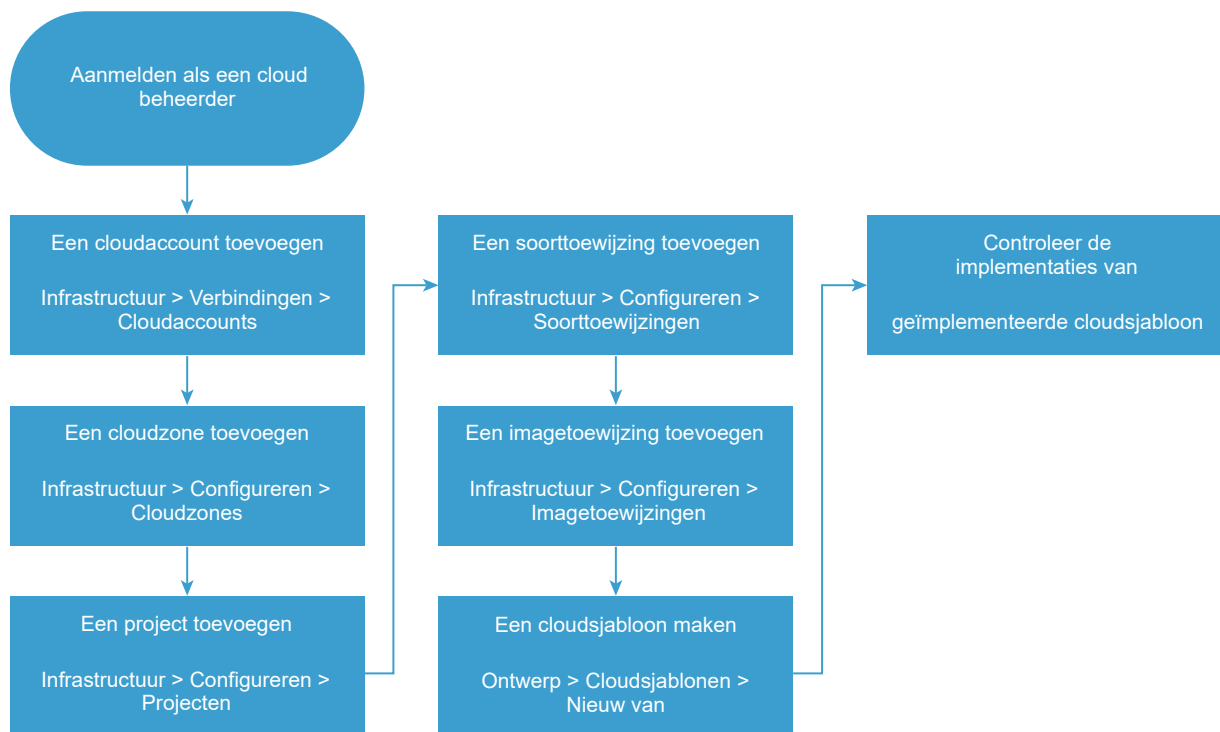 Aanmelden als een cloud
beheerder
Een cloudaccount toevoegen
Infrastructuur > Verbindingen >
Cloudaccounts
Een cloudzone toevoegen
Infrastructuur > Configureren >
Cloudzones
Een project toevoegen
Infrastructuur > Configureren >
Projecten
Een soorttoewijzing toevoegen
Infrastructuur > Configureren >
Soorttoewijzingen
Een imagetoewijzing toevoegen
Infrastructuur > Configureren >
Imagetoewijzingen
Een cloudsjabloon maken
Ontwerp > Cloudsjablonen >
Nieuw van
Controleer de
implementaties van
geïmplementeerde cloudsjabloon